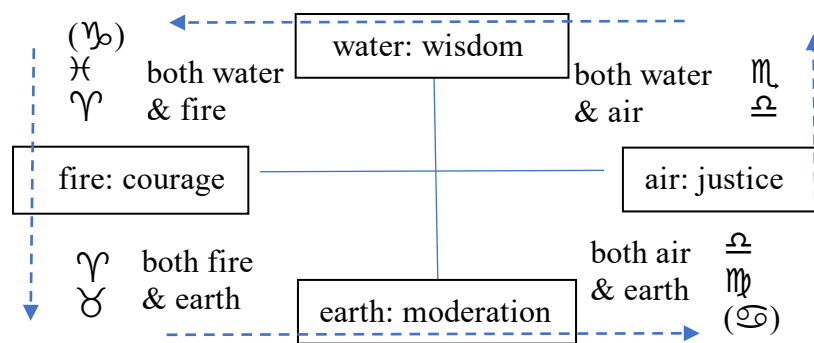 (♑)
water: wisdom
♓ both water ♏
♈ & fire
both water
& air ♎
fire: courage
air: justice
♈ both fire
♉ & earth
both air ♎
& earth ♍
earth: moderation
(♋)